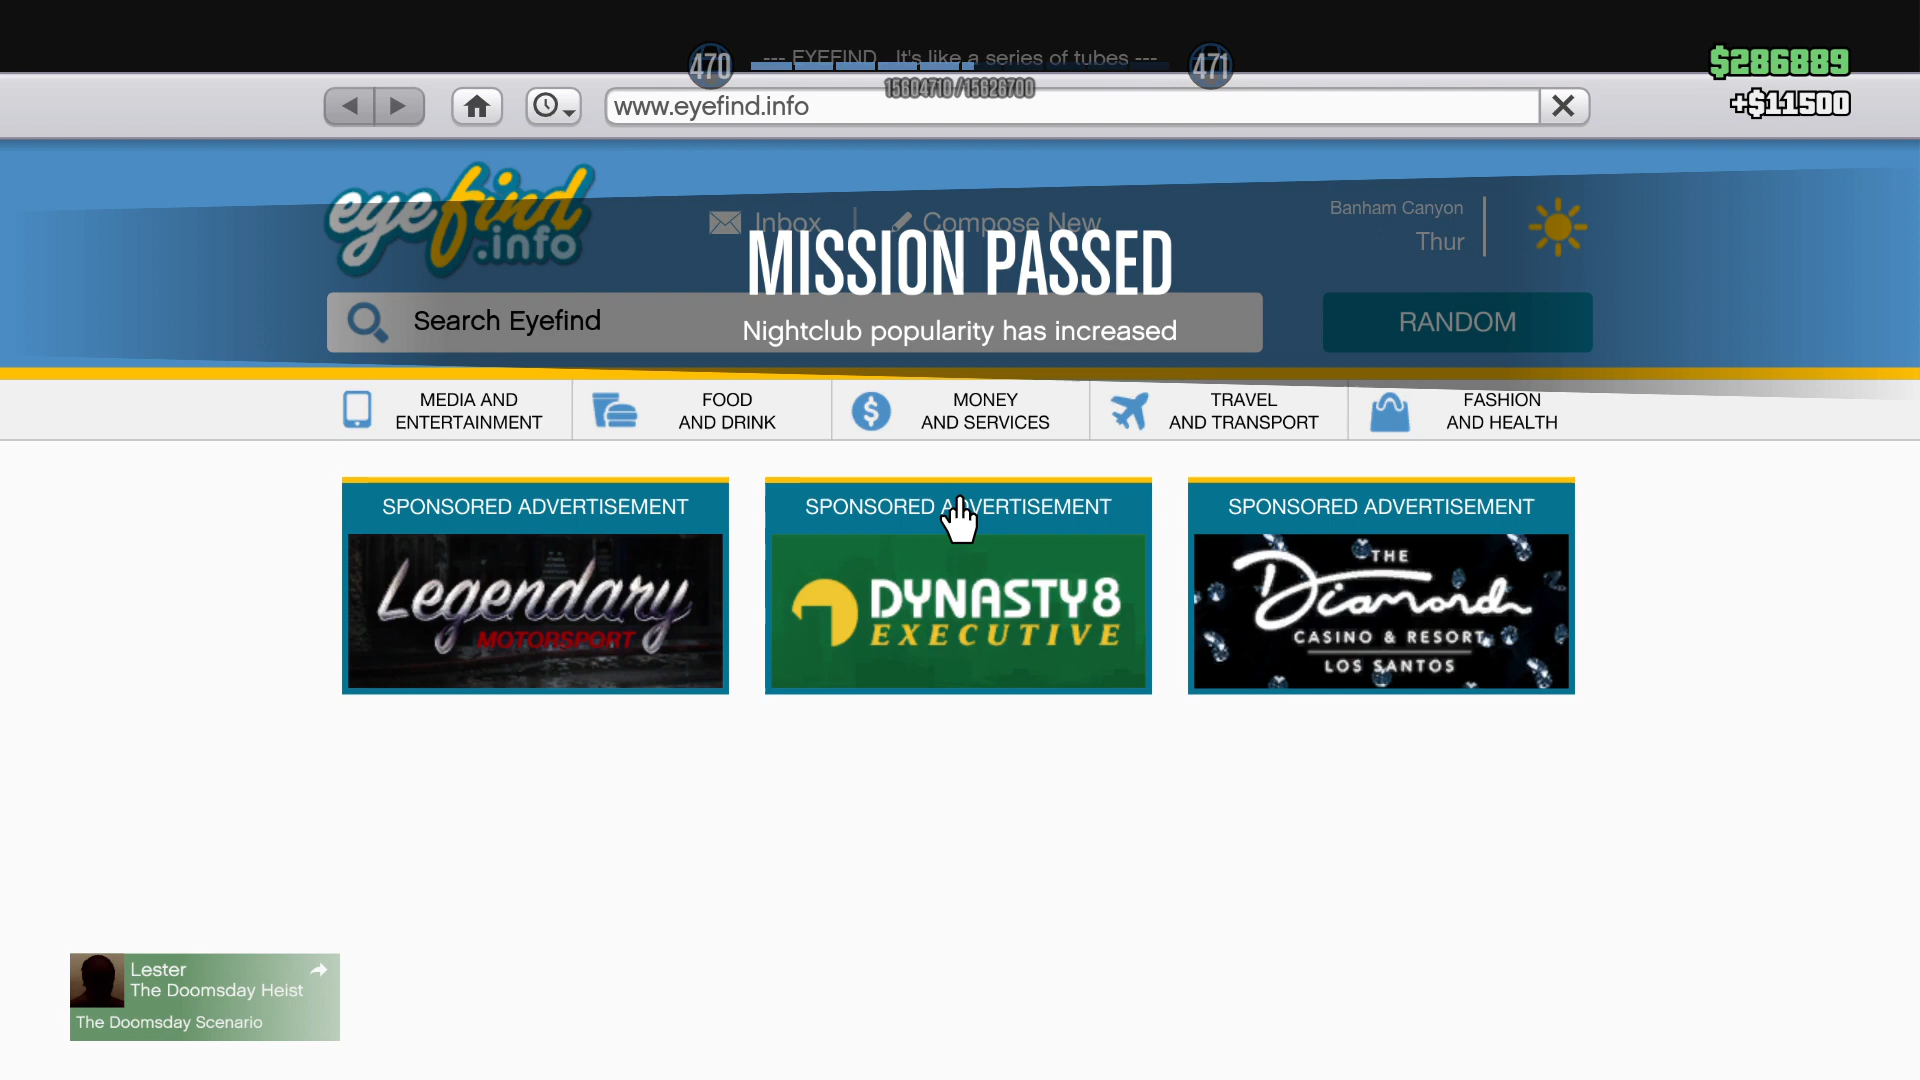 470
--- EYEFIND...It's like a series of tubes ---
471
15604710/15626700
$286889
+$11500
www.eyefind.info
eyefind
.info
Inbox
Compose New
Banham Canyon
Thur
MISSION PASSED
Search Eyefind
Nightclub popularity has increased
RANDOM
MEDIA AND
ENTERTAINMENT
FOOD
AND DRINK
MONEY
AND SERVICES
TRAVEL
AND TRANSPORT
FASHION
AND HEALTH
SPONSORED ADVERTISEMENT
Legendary
MOTORSPORT
SPONSORED ADVERTISEMENT
DYNASTY8
EXECUTIVE
SPONSORED ADVERTISEMENT
THE
Diamond
CASINO & RESORT
LOS SANTOS
Lester
The Doomsday Heist
The Doomsday Scenario